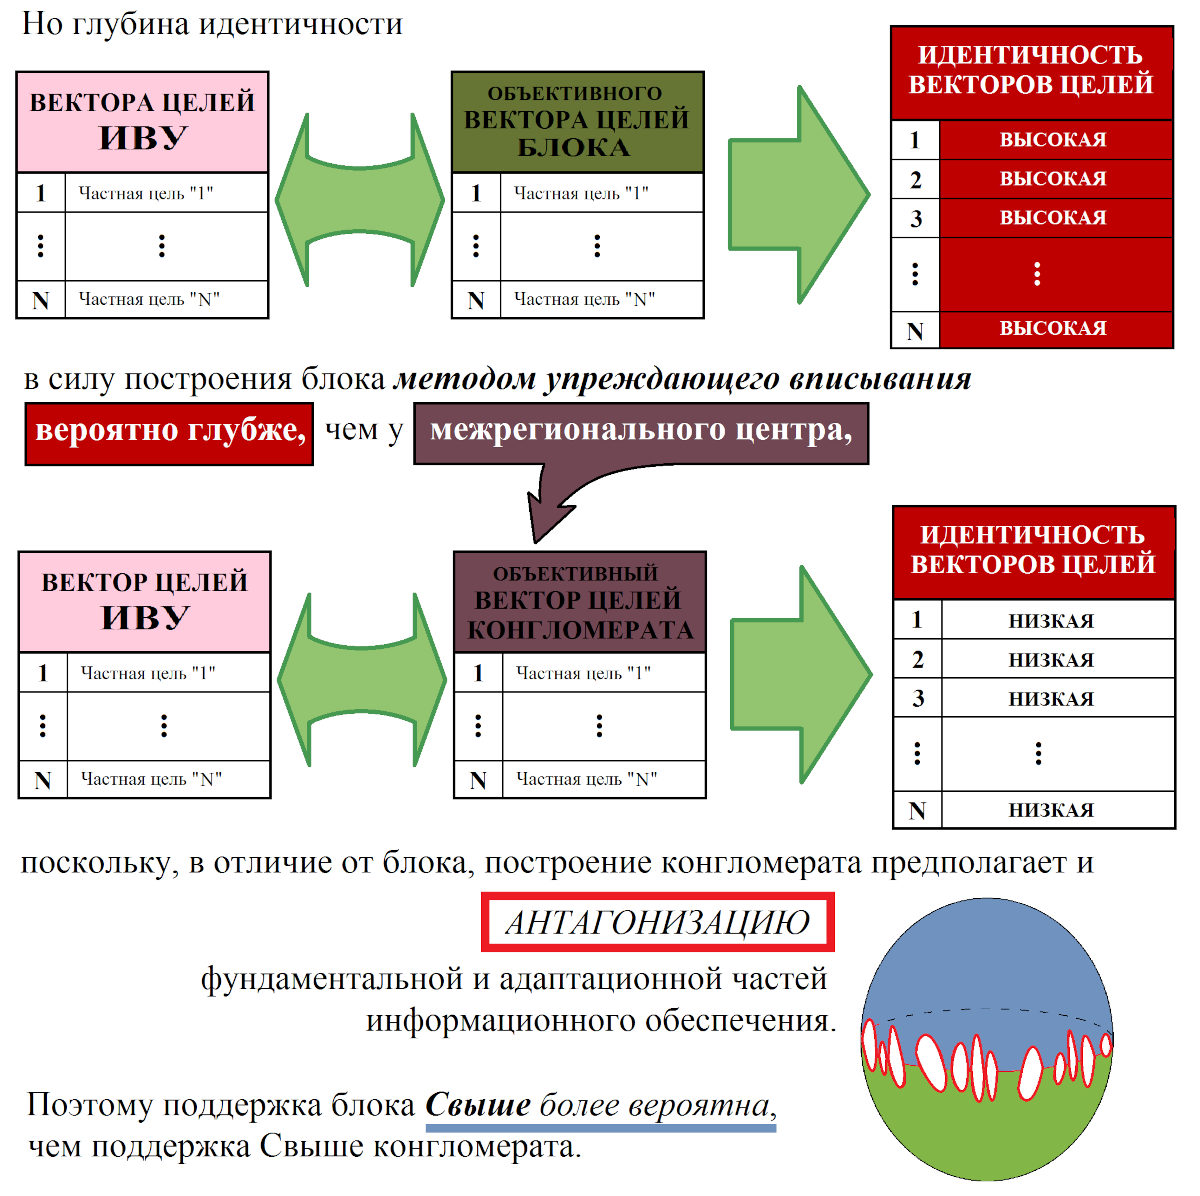 Но глубина идентичности
ВЕКТОРА ЦЕЛЕЙ
ИВУ
1 Частная цель "1"
⋮ ⋮
N Частная цель "N"
ОБЪЕКТИВНОГО
ВЕКТОРА ЦЕЛЕЙ
БЛОКА
1 Частная цель "1"
⋮ ⋮
N Частная цель "N"
ИДЕНТИЧНОСТЬ
ВЕКТОРОВ ЦЕЛЕЙ
1 ВЫСОКАЯ
2 ВЫСОКАЯ
3 ВЫСОКАЯ
⋮ ⋮
N ВЫСОКАЯ
в силу построения блока методом упреждающего вписывания
вероятно глубже, чем у межрегионального центра,
ВЕКТОР ЦЕЛЕЙ
ИВУ
1 Частная цель "1"
⋮ ⋮
N Частная цель "N"
ОБЪЕКТИВНЫЙ
ВЕКТОР ЦЕЛЕЙ
КОНГЛОМЕРАТА
1 Частная цель "1"
⋮ ⋮
N Частная цель "N"
ИДЕНТИЧНОСТЬ
ВЕКТОРОВ ЦЕЛЕЙ
1 НИЗКАЯ
2 НИЗКАЯ
3 НИЗКАЯ
⋮ ⋮
N НИЗКАЯ
поскольку, в отличие от блока, построение конгломерата предполагает и
АНТАГОНИЗАЦИЮ
фундаментальной и адаптационной частей
информационного обеспечения.
Поэтому поддержка блока Свыше более вероятна,
чем поддержка Свыше конгломерата.